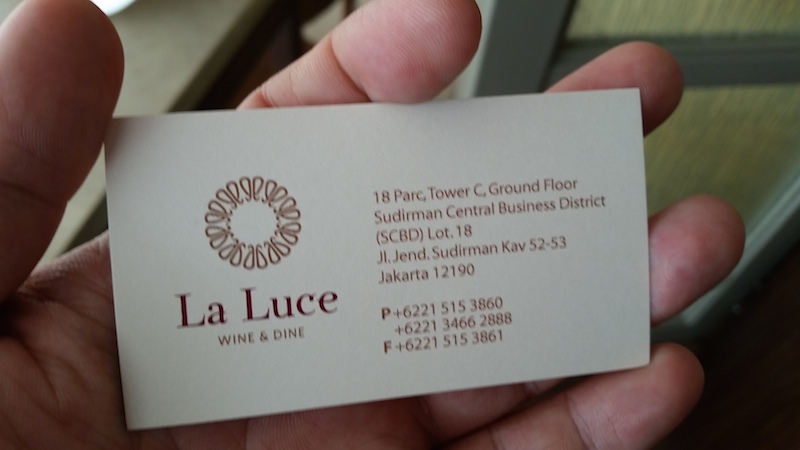 La Luce
WINE & DINE
18 Parc, Tower C, Ground Floor
Sudirman Central Business District
(SCBD) Lot. 18
Jl. Jend. Sudirman Kav 52-53
Jakarta 12190
P +6221 515 3860
+6221 3466 2888
F +6221 515 3861